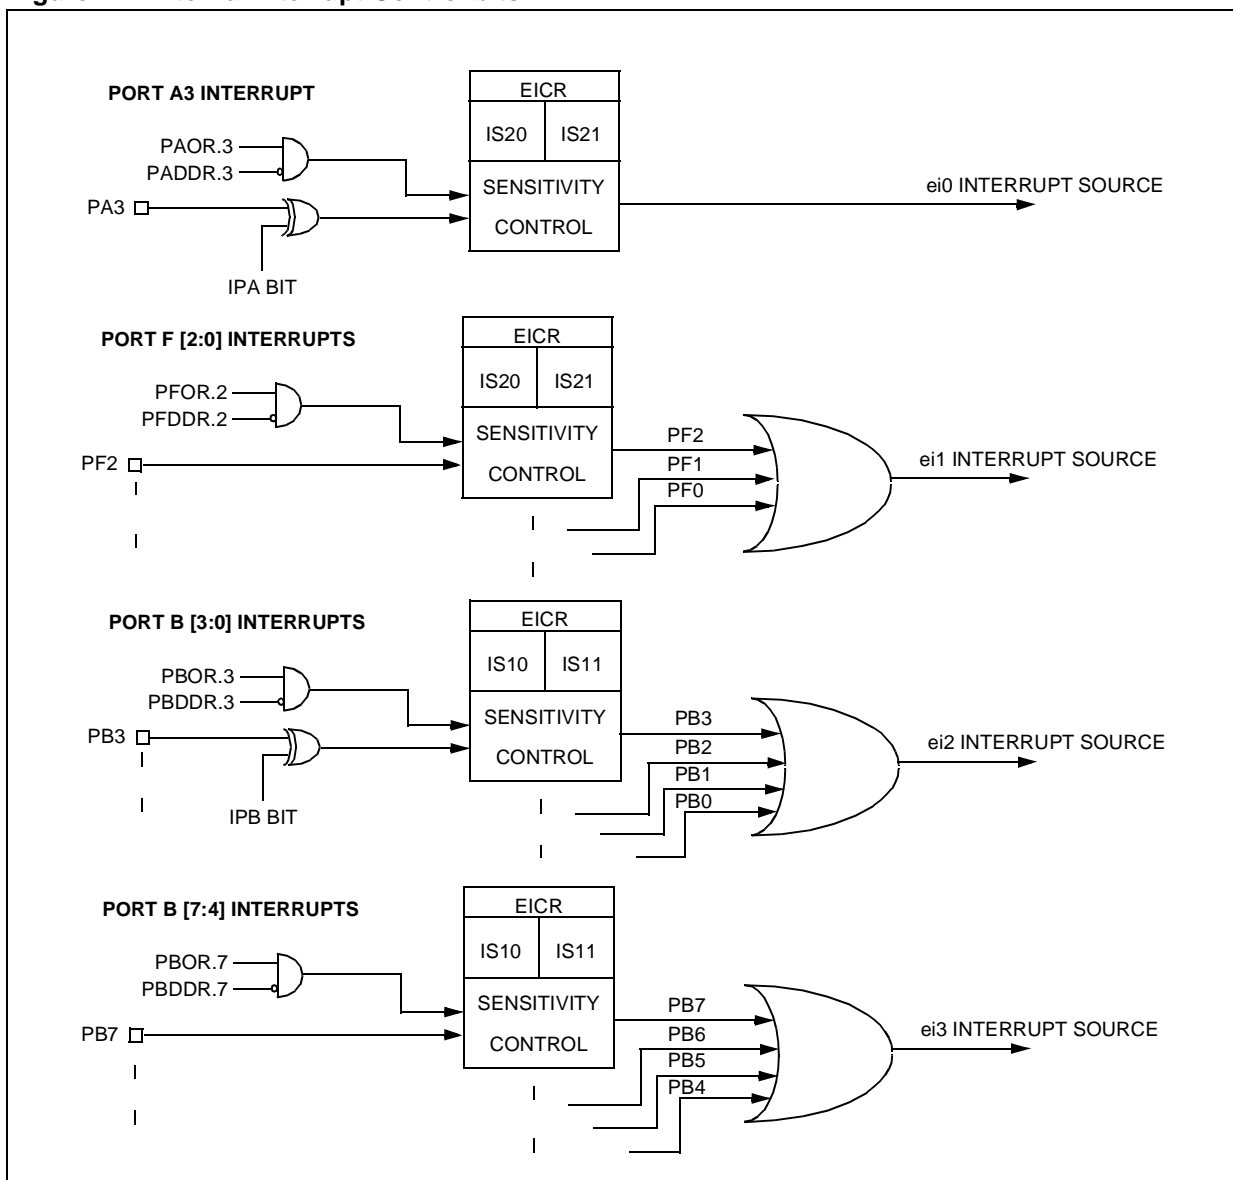 PORT A3 INTERRUPT
EICR
IS20 IS21
PAOR.3
PADDR.3
SENSITIVITY
CONTROL
PA3
IPA BIT
ei0 INTERRUPT SOURCE
PORT F [2:0] INTERRUPTS
EICR
IS20 IS21
PFOR.2
PFDDR.2
SENSITIVITY
CONTROL
PF2
PF2
PF1
PF0
ei1 INTERRUPT SOURCE
PORT B [3:0] INTERRUPTS
EICR
IS10 IS11
PBOR.3
PBDDR.3
SENSITIVITY
CONTROL
PB3
IPB BIT
PB3
PB2
PB1
PB0
ei2 INTERRUPT SOURCE
PORT B [7:4] INTERRUPTS
EICR
IS10 IS11
PBOR.7
PBDDR.7
SENSITIVITY
CONTROL
PB7
PB7
PB6
PB5
PB4
ei3 INTERRUPT SOURCE